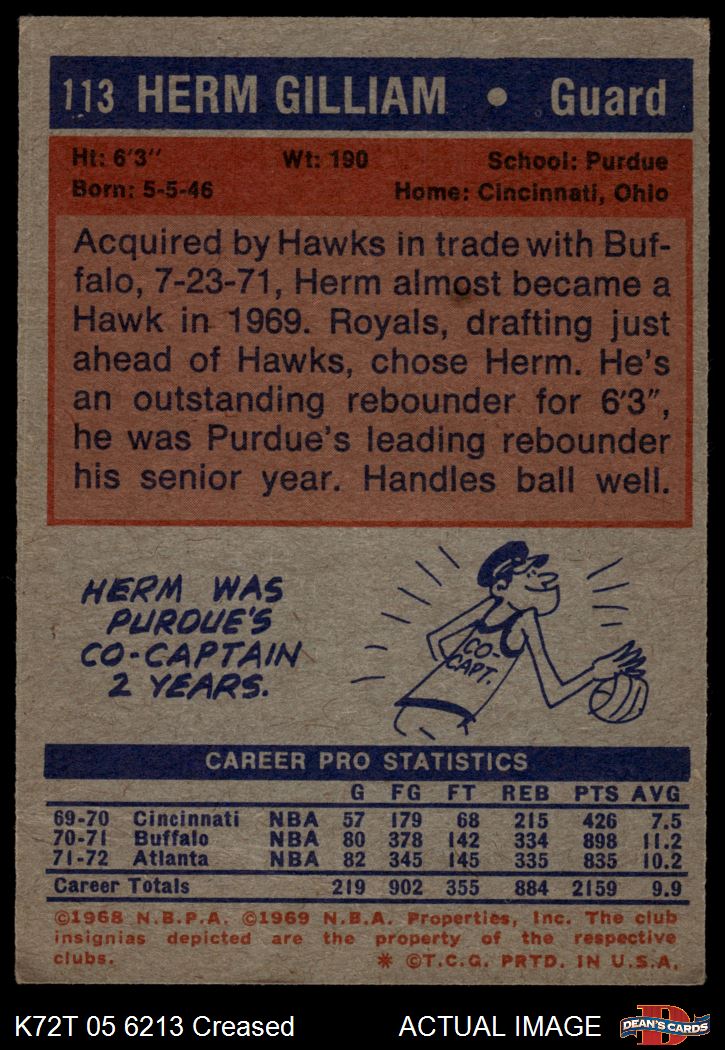 113 HERM GILLIAM • Guard
Ht: 6'3" Wt: 190 School: Purdue
Born: 5-5-46 Home: Cincinnati, Ohio
Acquired by Hawks in trade with Buf-
falo, 7-23-71, Herm almost became a
Hawk in 1969. Royals, drafting just
ahead of Hawks, chose Herm. He's
an outstanding rebounder for 6'3",
he was Purdue's leading rebounder
his senior year. Handles ball well.
HERM WAS
PURDUE'S
CO-CAPTAIN
2 YEARS.
CO-
CAPT.
CAREER PRO STATISTICS
G FG FT REB PTS AVG
69-70 Cincinnati NBA 57 179 68 215 426 7.5
70-71 Buffalo NBA 80 378 142 334 898 11.2
71-72 Atlanta NBA 82 345 145 335 835 10.2
Career Totals 219 902 355 884 2159 9.9
©1968 N.B.P.A. ©1969 N.B.A. Properties, Inc. The club
insignias depicted are the property of the respective
clubs. * ©T.C.G. PRTD. IN U.S.A.
K72T 05 6213 Creased ACTUAL IMAGE D DEAN'S CARDS